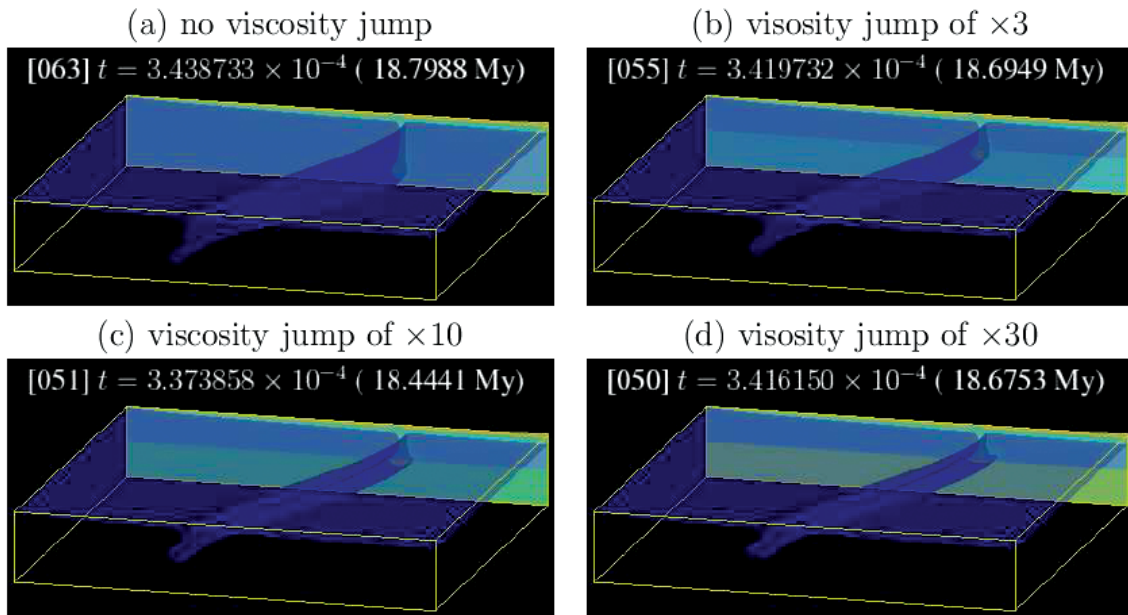 (a) no viscosity jump
[063] t = 3.438733 × 10⁻⁴ ( 18.7988 My)
(b) visosity jump of ×3
[055] t = 3.419732 × 10⁻⁴ ( 18.6949 My)
(c) viscosity jump of ×10
[051] t = 3.373858 × 10⁻⁴ ( 18.4441 My)
(d) visosity jump of ×30
[050] t = 3.416150 × 10⁻⁴ ( 18.6753 My)